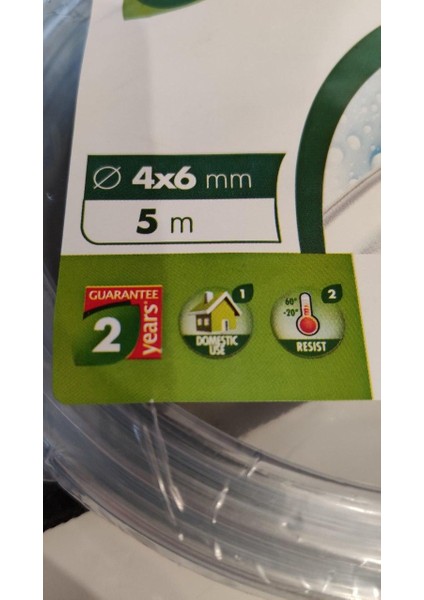 Ø 4x6 mm
5 m
GUARANTEE
2 years*
1
DOMESTIC
USE
2
60°
-20°
RESIST